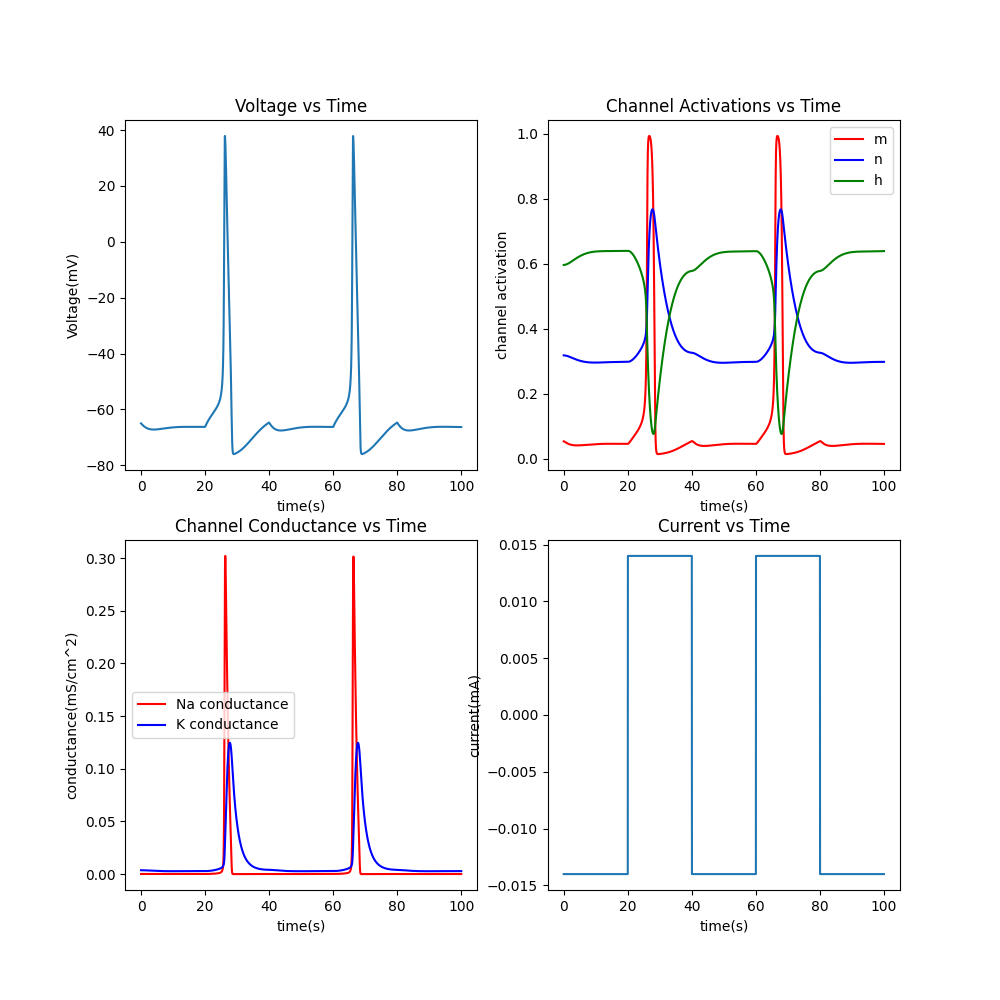 Voltage vs Time
Voltage(mV)
40
20
0
−20
−40
−60
−80
0 20 40 60 80 100
time(s)
Channel Activations vs Time
channel activation
1.0
0.8
0.6
0.4
0.2
0.0
m
n
h
0 20 40 60 80 100
time(s)
Channel Conductance vs Time
conductance(mS/cm^2)
0.30
0.25
0.20
0.15
0.10
0.05
0.00
Na conductance
K conductance
0 20 40 60 80 100
time(s)
Current vs Time
current(mA)
0.015
0.010
0.005
0.000
−0.005
−0.010
−0.015
0 20 40 60 80 100
time(s)